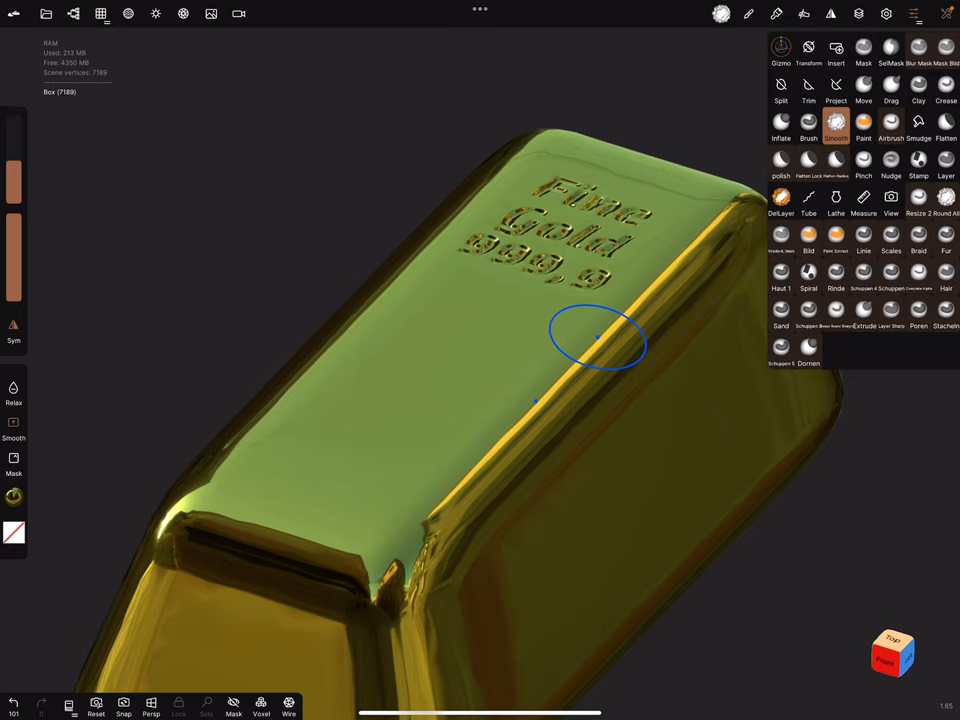 RAM
Used: 213 MB
Free: 4350 MB
Scene vertices: 7189
Box (7189)
Gizmo Transform Insert Mask SelMask Blur Mask Mask Bild
Split Trim Project Move Drag Clay Crease
Inflate Brush Smooth Paint Airbrush Smudge Flatten
polish Flatten Lock Flatten Radius Pinch Nudge Stamp Layer
DelLayer Tube Lathe Measure View Resize 2 Round All
Gradient_Mask Bild Paint Extract Linie Scales Braid Fur
Haut 1 Spiral Rinde Schuppen 4 Schuppen Hair
Sand Schuppen Extrude Layer Sharp Poren Stacheln
Schuppen 5 Dornen
Fine
Gold
999,9
Sym
Relax
Smooth
Mask
Top
Front
101 0 Reset Snap Persp Lock Solo Mask Voxel Wire
1.65